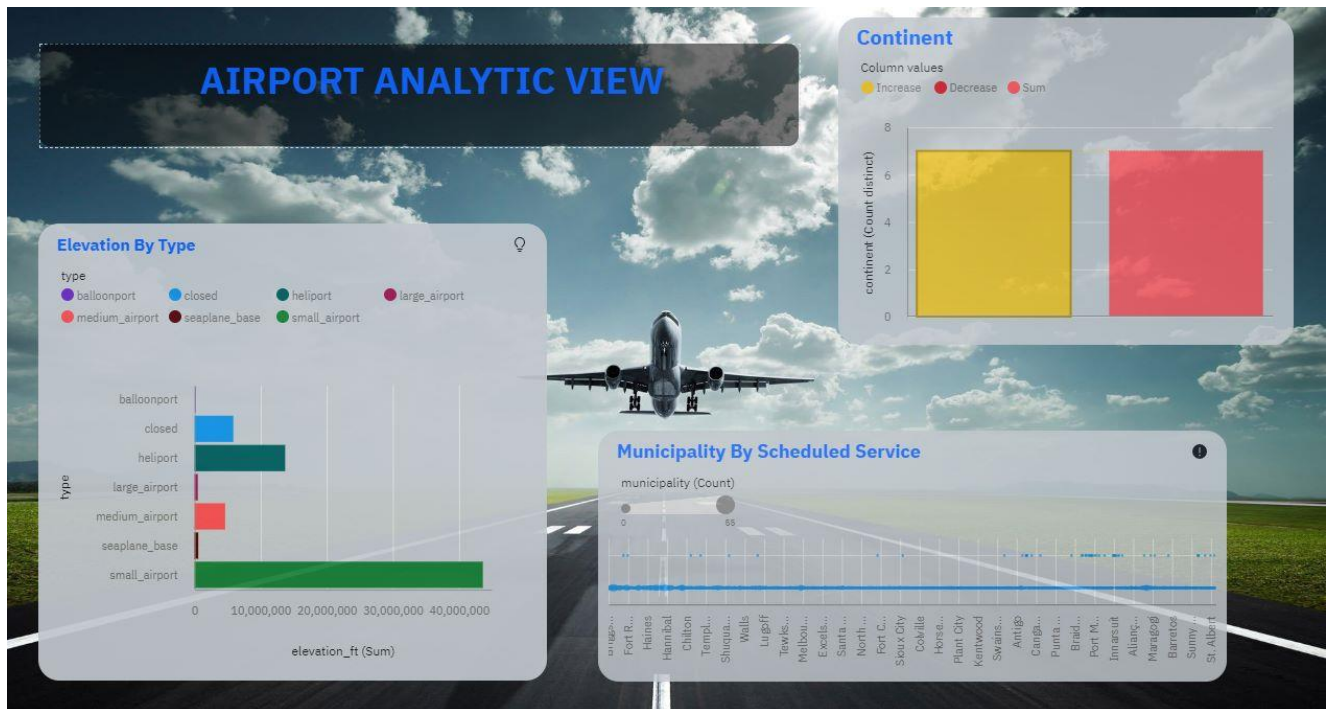 AIRPORT ANALYTIC VIEW
Continent
Column values
Increase Decrease Sum
continent (Count distinct)
8
6
4
2
0
Elevation By Type
type
balloonport closed heliport large_airport
medium_airport seaplane_base small_airport
type
balloonport
closed
heliport
large_airport
medium_airport
seaplane_base
small_airport
0 10,000,000 20,000,000 30,000,000 40,000,000
elevation_ft (Sum)
Municipality By Scheduled Service
municipality (Count)
0 55
Fort R...
Haines
Hannibal
Chilton
Templ...
Shuqua...
Walls
Lugoff
Tewks...
Melbou...
Excels...
Santa ...
North ...
Fort C...
Sioux City
Colville
Horse...
Plant City
Kentwood
Swains...
Antigo
Canga...
Punta ...
Braid...
Port M...
Innarsuit
Alianç...
Maragogi
Barretos
Sunny ...
St. Albert